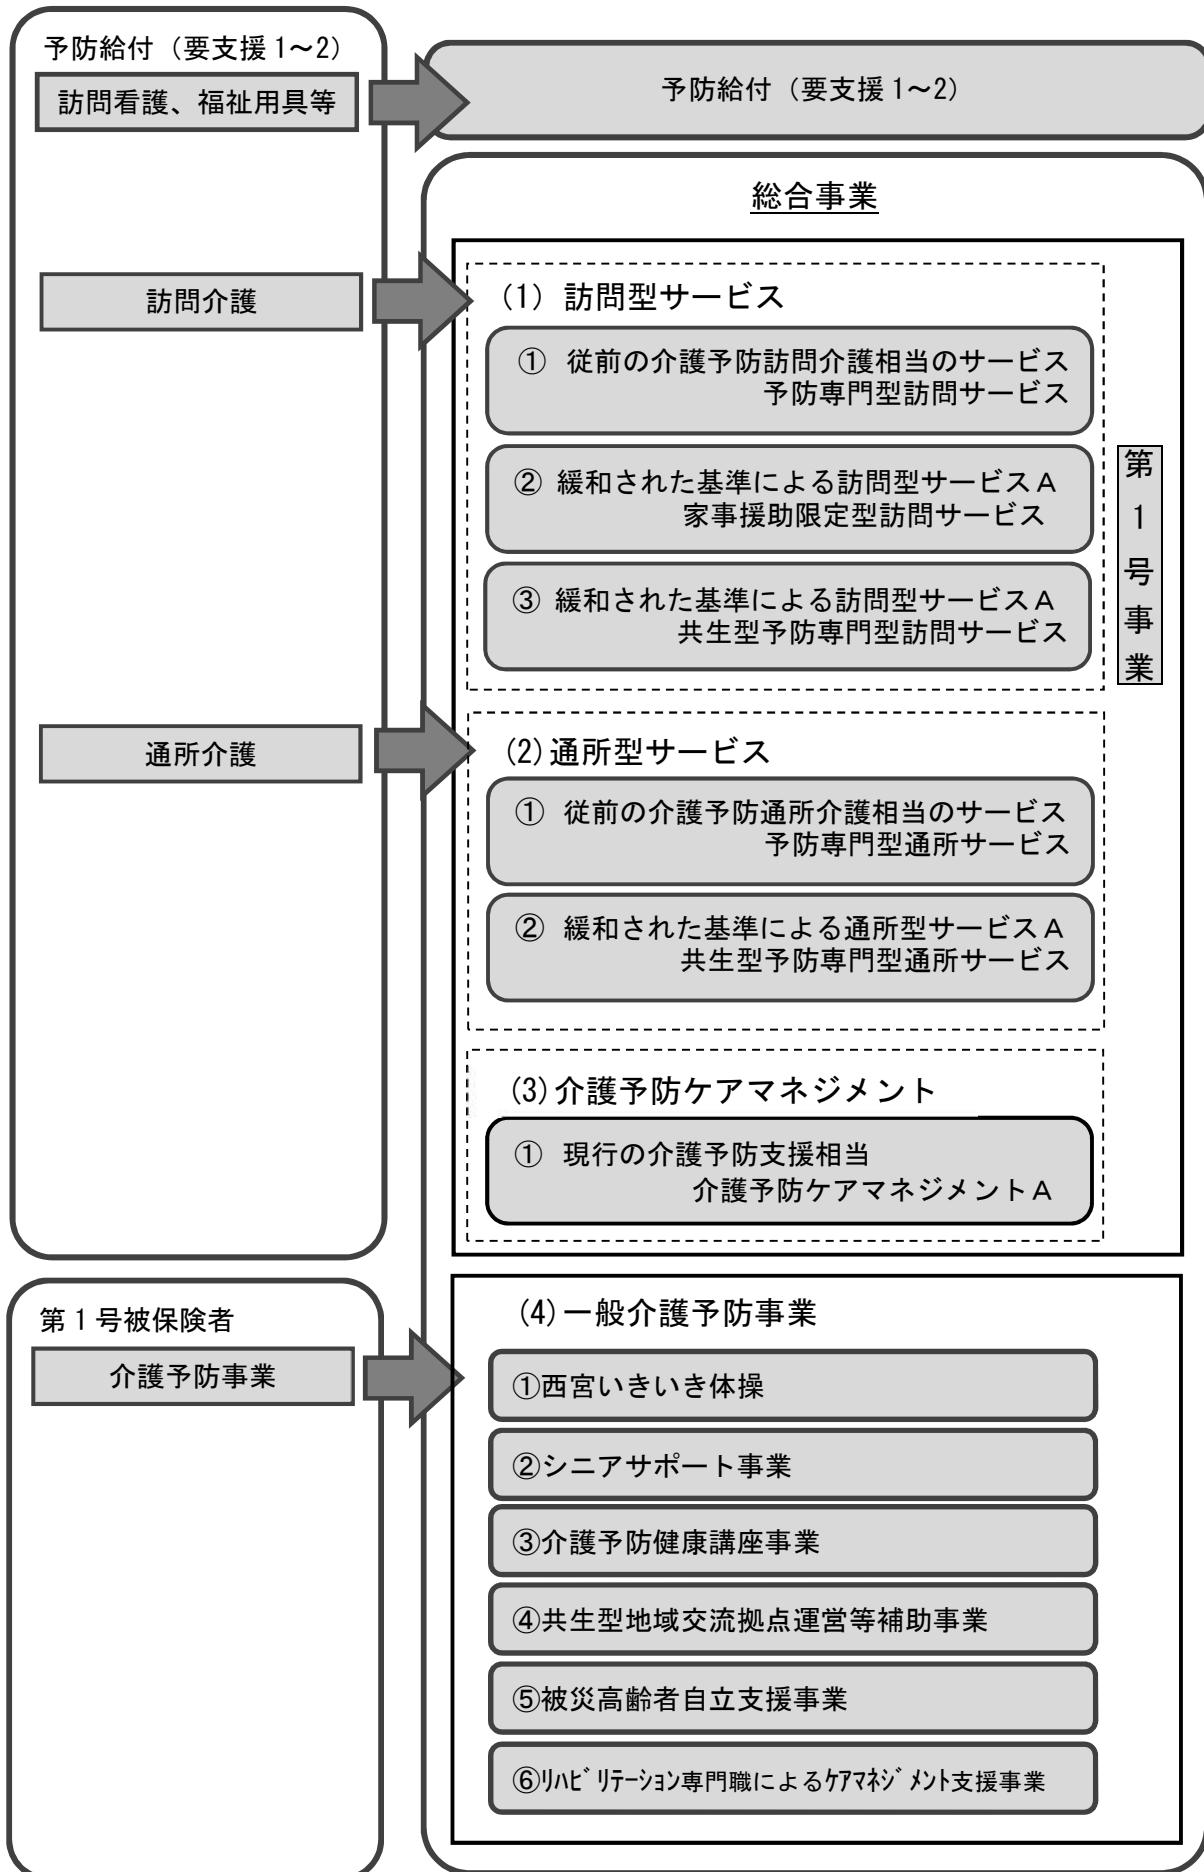 予防給付（要支援1～2）
訪問看護、福祉用具等
訪問介護
通所介護
第1号被保険者
介護予防事業
予防給付（要支援1～2）
総合事業
(1) 訪問型サービス
① 従前の介護予防訪問介護相当のサービス
予防専門型訪問サービス
② 緩和された基準による訪問型サービスA
家事援助限定型訪問サービス
③ 緩和された基準による訪問型サービスA
共生型予防専門型訪問サービス
第1号事業
(2)通所型サービス
① 従前の介護予防通所介護相当のサービス
予防専門型通所サービス
② 緩和された基準による通所型サービスA
共生型予防専門型通所サービス
(3)介護予防ケアマネジメント
① 現行の介護予防支援相当
介護予防ケアマネジメントA
(4)一般介護予防事業
①西宮いきいき体操
②シニアサポート事業
③介護予防健康講座事業
④共生型地域交流拠点運営等補助事業
⑤被災高齢者自立支援事業
⑥ﾘﾊﾋﾞﾘﾃｰｼｮﾝ専門職によるｹｱﾏﾈｼﾞﾒﾝﾄ支援事業